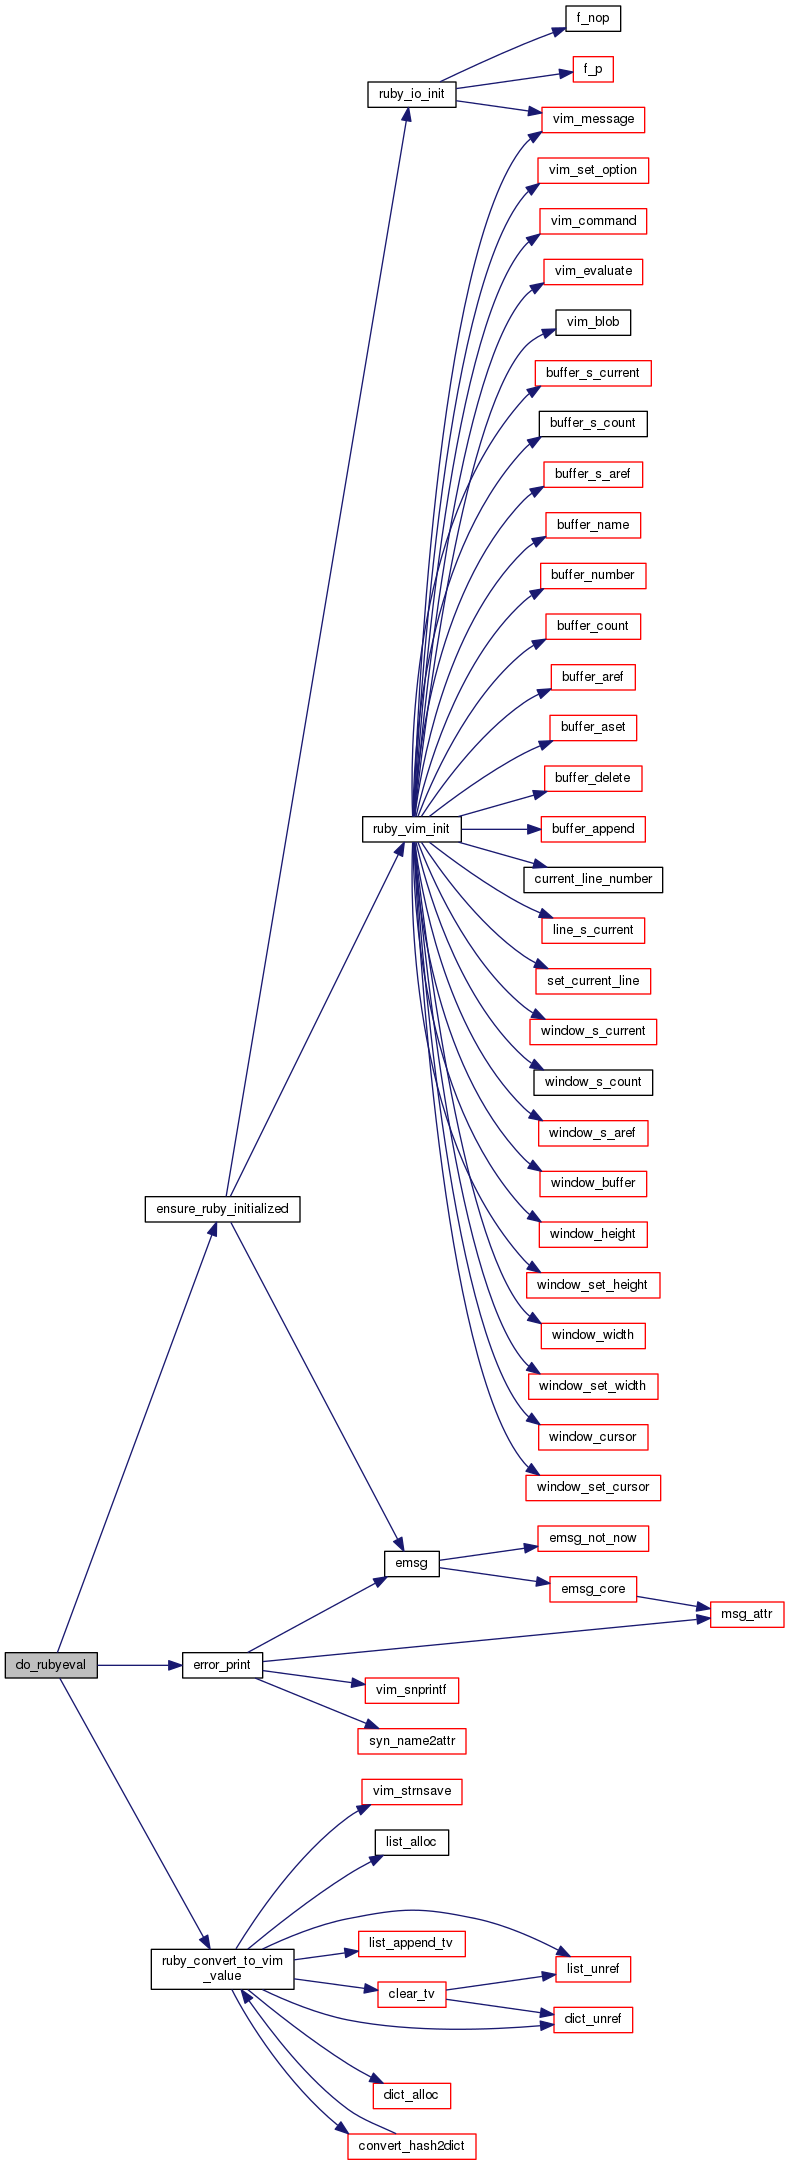 f_nop
f_p
ruby_io_init
vim_message
vim_set_option
vim_command
vim_evaluate
vim_blob
buffer_s_current
buffer_s_count
buffer_s_aref
buffer_name
buffer_number
buffer_count
buffer_aref
buffer_aset
buffer_delete
ruby_vim_init
buffer_append
current_line_number
line_s_current
set_current_line
window_s_current
window_s_count
window_s_aref
window_buffer
ensure_ruby_initialized
window_height
window_set_height
window_width
window_set_width
window_cursor
window_set_cursor
emsg_not_now
emsg
emsg_core
msg_attr
do_rubyeval
error_print
vim_snprintf
syn_name2attr
vim_strnsave
list_alloc
list_append_tv
ruby_convert_to_vim
_value
list_unref
clear_tv
dict_unref
dict_alloc
convert_hash2dict